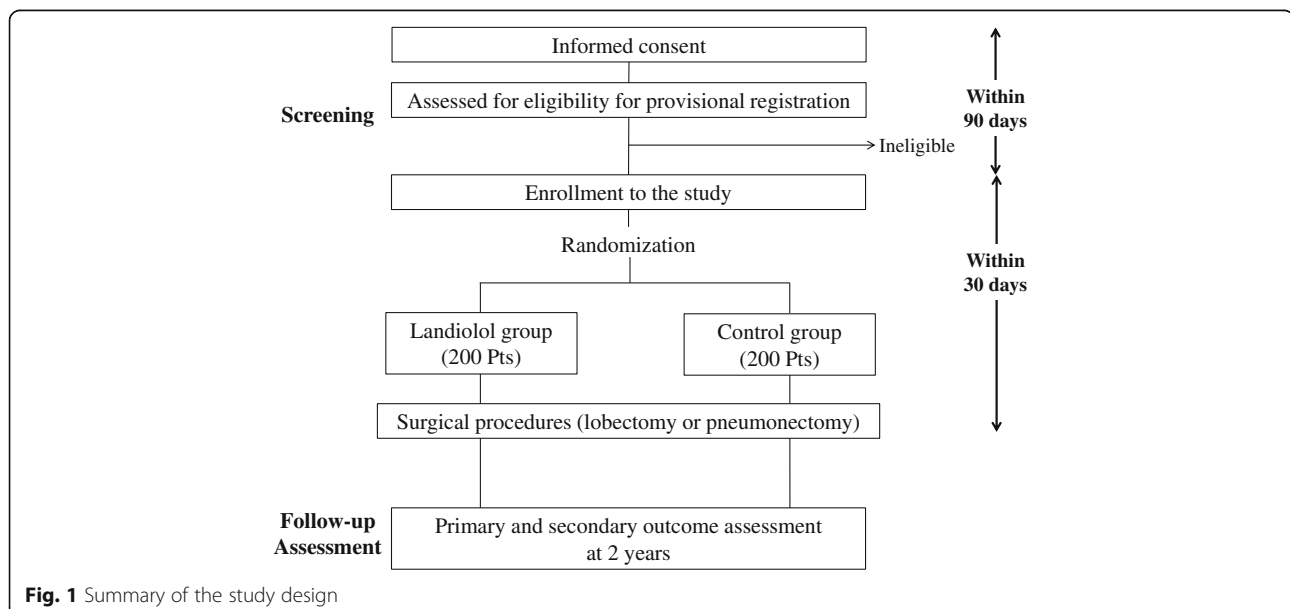 Informed consent
Assessed for eligibility for provisional registration
Screening
Within
90 days
Ineligible
Enrollment to the study
Randomization
Within
30 days
Landiolol group
(200 Pts)
Control group
(200 Pts)
Surgical procedures (lobectomy or pneumonectomy)
Follow-up
Assessment
Primary and secondary outcome assessment
at 2 years
Fig. 1 Summary of the study design